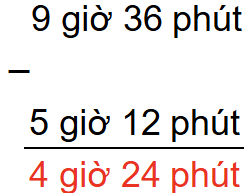 9 giờ 36 phút
–
5 giờ 12 phút
4 giờ 24 phút